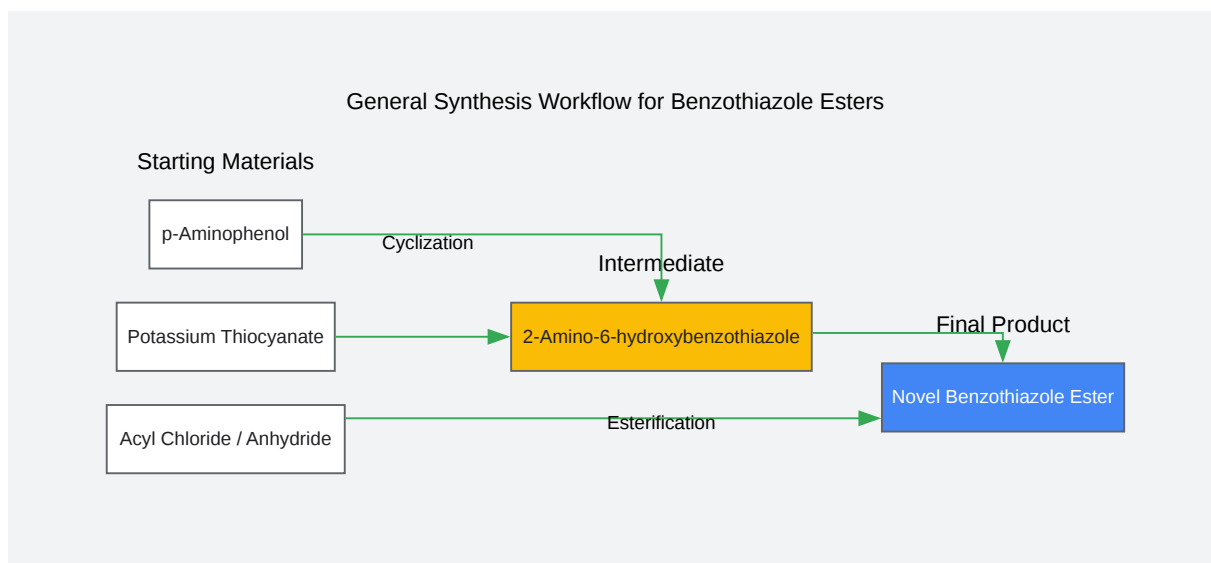 General Synthesis Workflow for Benzothiazole Esters
Starting Materials
p-Aminophenol
Cyclization
Intermediate
Potassium Thiocyanate
2-Amino-6-hydroxybenzothiazole
Final Product
Novel Benzothiazole Ester
Acyl Chloride / Anhydride
Esterification